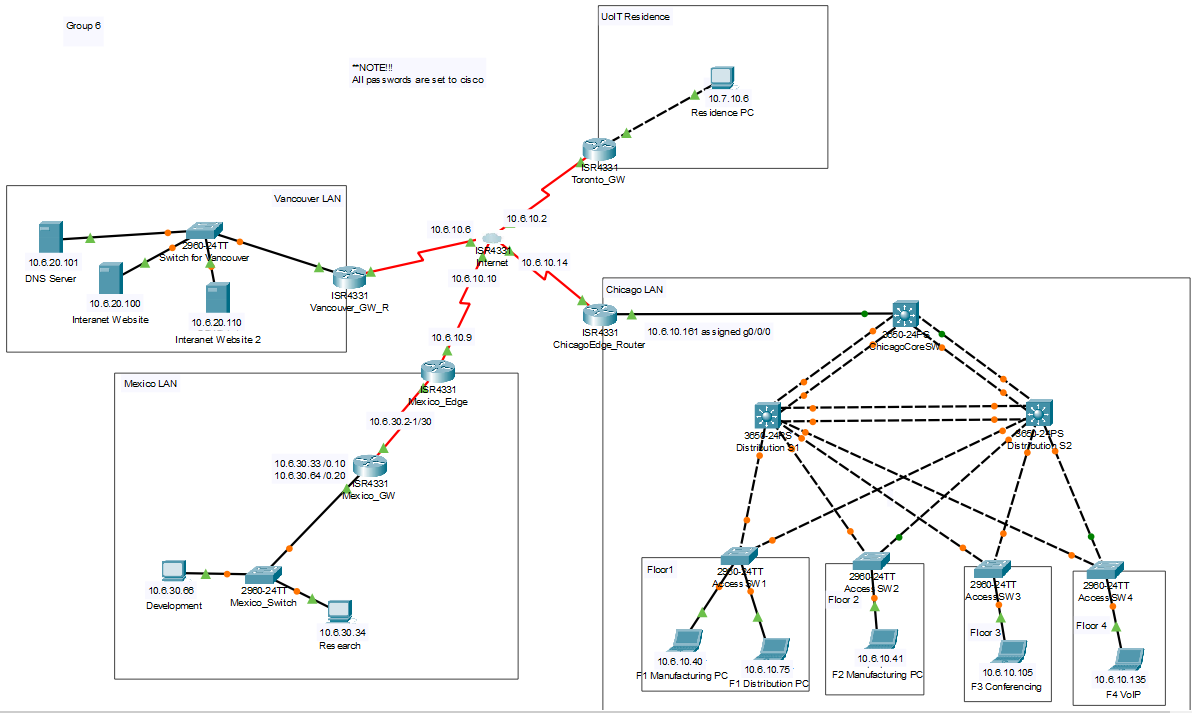 Group 6
**NOTE!!!
All passwords are set to cisco
UoIT Residence
10.7.10.6
Residence PC
ISR4331
Toronto_GW
Vancouver LAN
10.6.20.101
DNS Server
2960-24TT
Switch for Vancouver
10.6.20.100
Interanet Website
10.6.20.110
Interanet Website 2
ISR4331
Vancouver_GW_R
10.6.10.6
10.6.10.2
ISR4331
Internet
10.6.10.14
10.6.10.10
10.6.10.9
ISR4331
Mexico_Edge
Mexico LAN
10.6.30.2-1/30
10.6.30.33 /0.10
10.6.30.64 /0.20
ISR4331
Mexico_GW
10.6.30.66
Development
2960-24TT
Mexico_Switch
10.6.30.34
Research
Chicago LAN
ISR4331
ChicagoEdge_Router
10.6.10.161 assigned g0/0/0
3650-24PS
ChicagoCoreSW
3650-24PS
Distribution S1
3650-24PS
Distribution S2
Floor1
2960-24TT
Access SW1
10.6.10.40
F1 Manufacturing PC
10.6.10.75
F1 Distribution PC
2960-24TT
Access SW2
Floor 2
10.6.10.41
F2 Manufacturing PC
2960-24TT
Access SW3
Floor 3
10.6.10.105
F3 Conferencing
2960-24TT
Access SW4
Floor 4
10.6.10.135
F4 VoIP